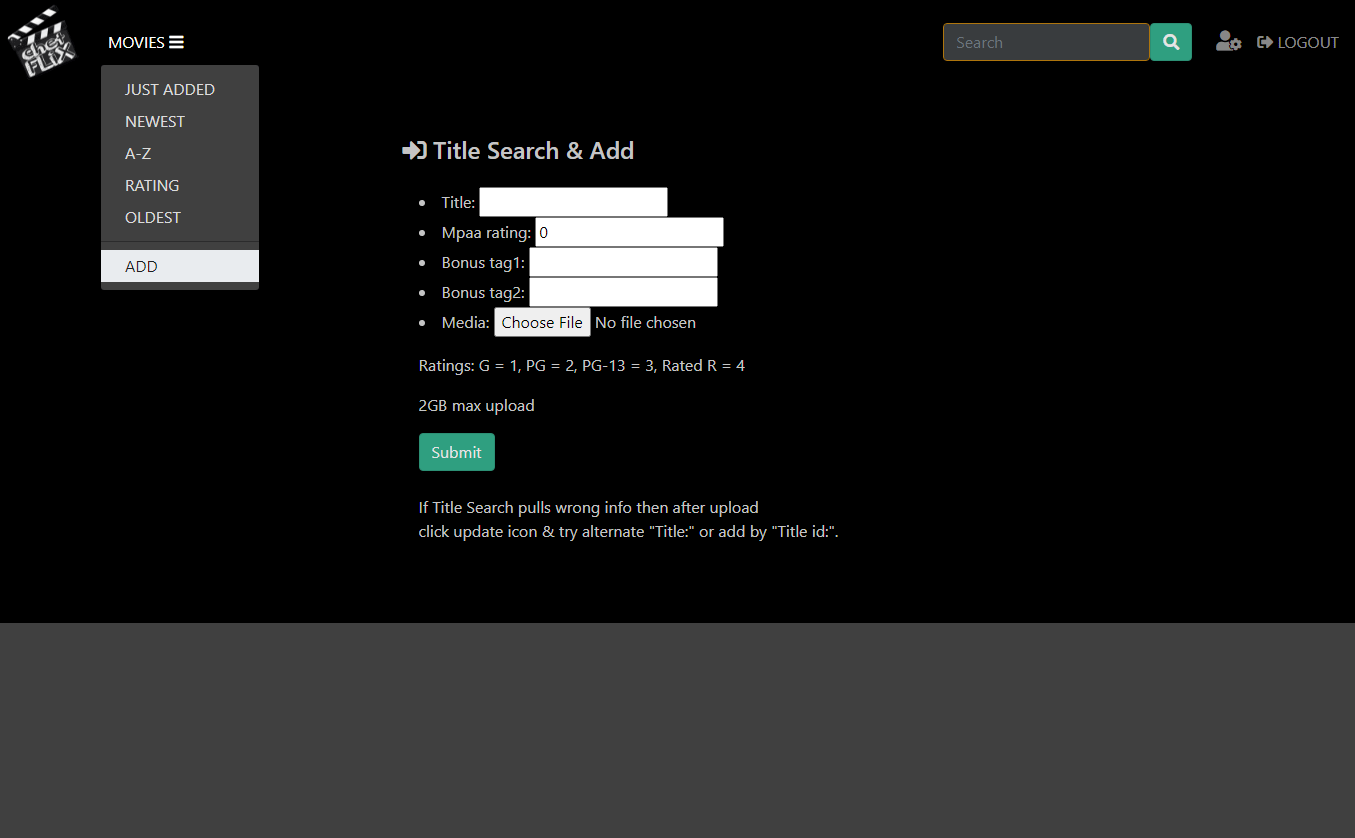 chef
FLiX
MOVIES
Search
LOGOUT
JUST ADDED
NEWEST
A-Z
RATING
OLDEST
ADD
Title Search & Add
Title:
Mpaa rating: 0
Bonus tag1:
Bonus tag2:
Media: Choose File No file chosen
Ratings: G = 1, PG = 2, PG-13 = 3, Rated R = 4
2GB max upload
Submit
If Title Search pulls wrong info then after upload
click update icon & try alternate "Title:" or add by "Title id:".